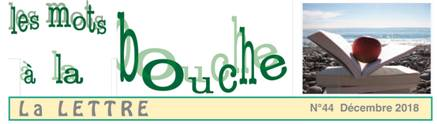 les mots
à la bouche
La LETTRE
N°44 Décembre 2018